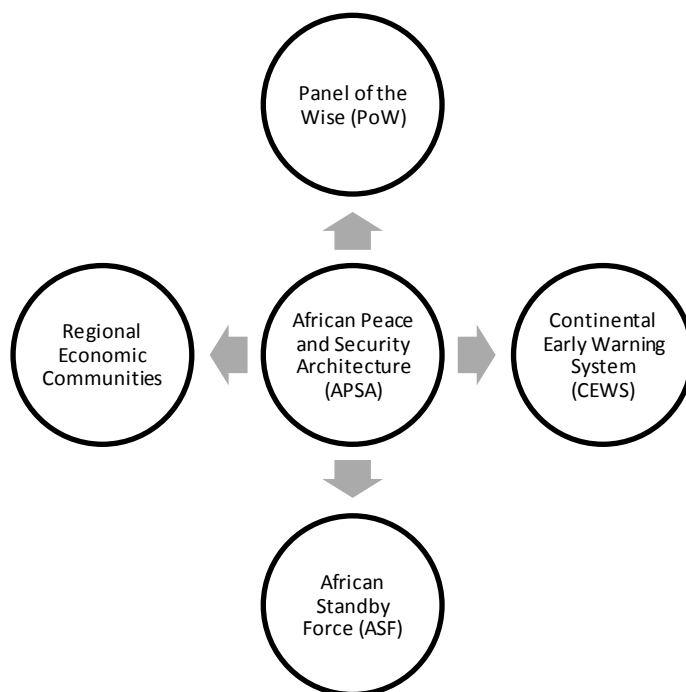 Panel of the
Wise (PoW)
Regional
Economic
Communities
African Peace
and Security
Architecture
(APSA)
Continental
Early Warning
System
(CEWS)
African
Standby
Force (ASF)